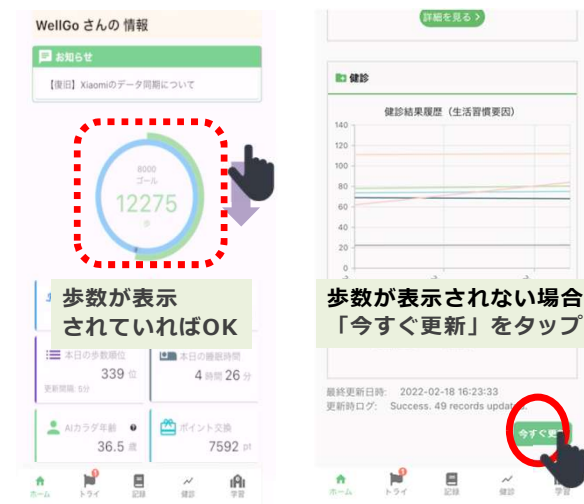 WellGo さんの 情報
お知らせ
【復旧】Xiaomiのデータ同期について
8000
ゴール
12275
歩
歩数が表示
されていればOK
本日の歩数順位
339 位
更新間隔: 5分
本日の睡眠時間
4 時間 26 分
AIカラダ年齢
36.5 歳
ポイント交換
7592 pt
ホーム
1
トライ
記録
健診
学習
詳細を見る
健診
健診結果履歴（生活習慣要因）
140
120
100
80
60
40
20
0
歩数が表示されない場合
「今すぐ更新」をタップ
最終更新日時: 2022-02-18 16:23:33
更新時ログ: Success. 49 records updat
今すぐ更
ホーム
1
トライ
記録
健診
学習